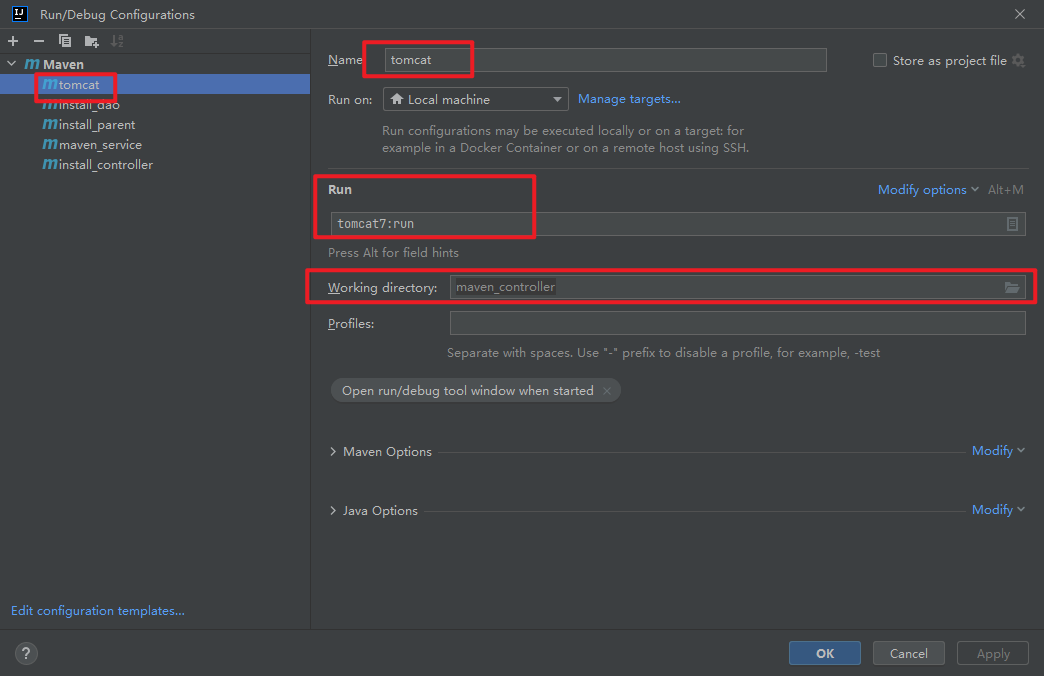 Run/Debug Configurations
Maven
tomcat
install_dao
install_parent
maven_service
install_controller
Edit configuration templates...
Name
tomcat
Store as project file
Run on:
Local machine
Manage targets...
Run configurations may be executed locally or on a target: for
example in a Docker Container or on a remote host using SSH.
Run
Modify options
Alt+M
tomcat7:run
Press Alt for field hints
Working directory:
maven_controller
Profiles:
Separate with spaces. Use "-" prefix to disable a profile, for example, -test
Open run/debug tool window when started
Maven Options
Modify
Java Options
Modify
?
OK
Cancel
Apply